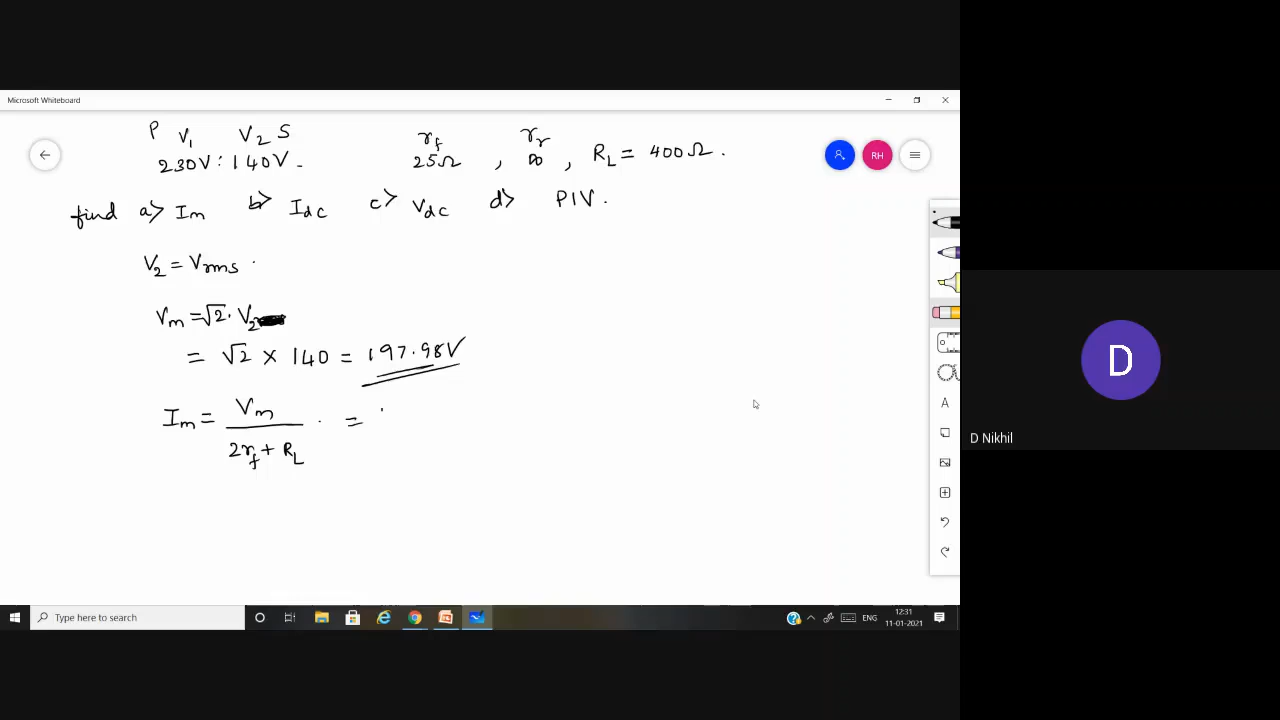 Microsoft Whiteboard
P V1 V2 S rf rr
230V : 140V. 25Ω , ∞ , RL = 400Ω.
find a> Im b> Idc c> Vdc d> PIV.
V2 = Vrms.
Vm = √2 . V2
= √2 × 140 = 197.98V
Im = Vm / 2rf + RL . =
RH
A
D
D Nikhil
Type here to search
ENG
12:31
11-01-2021